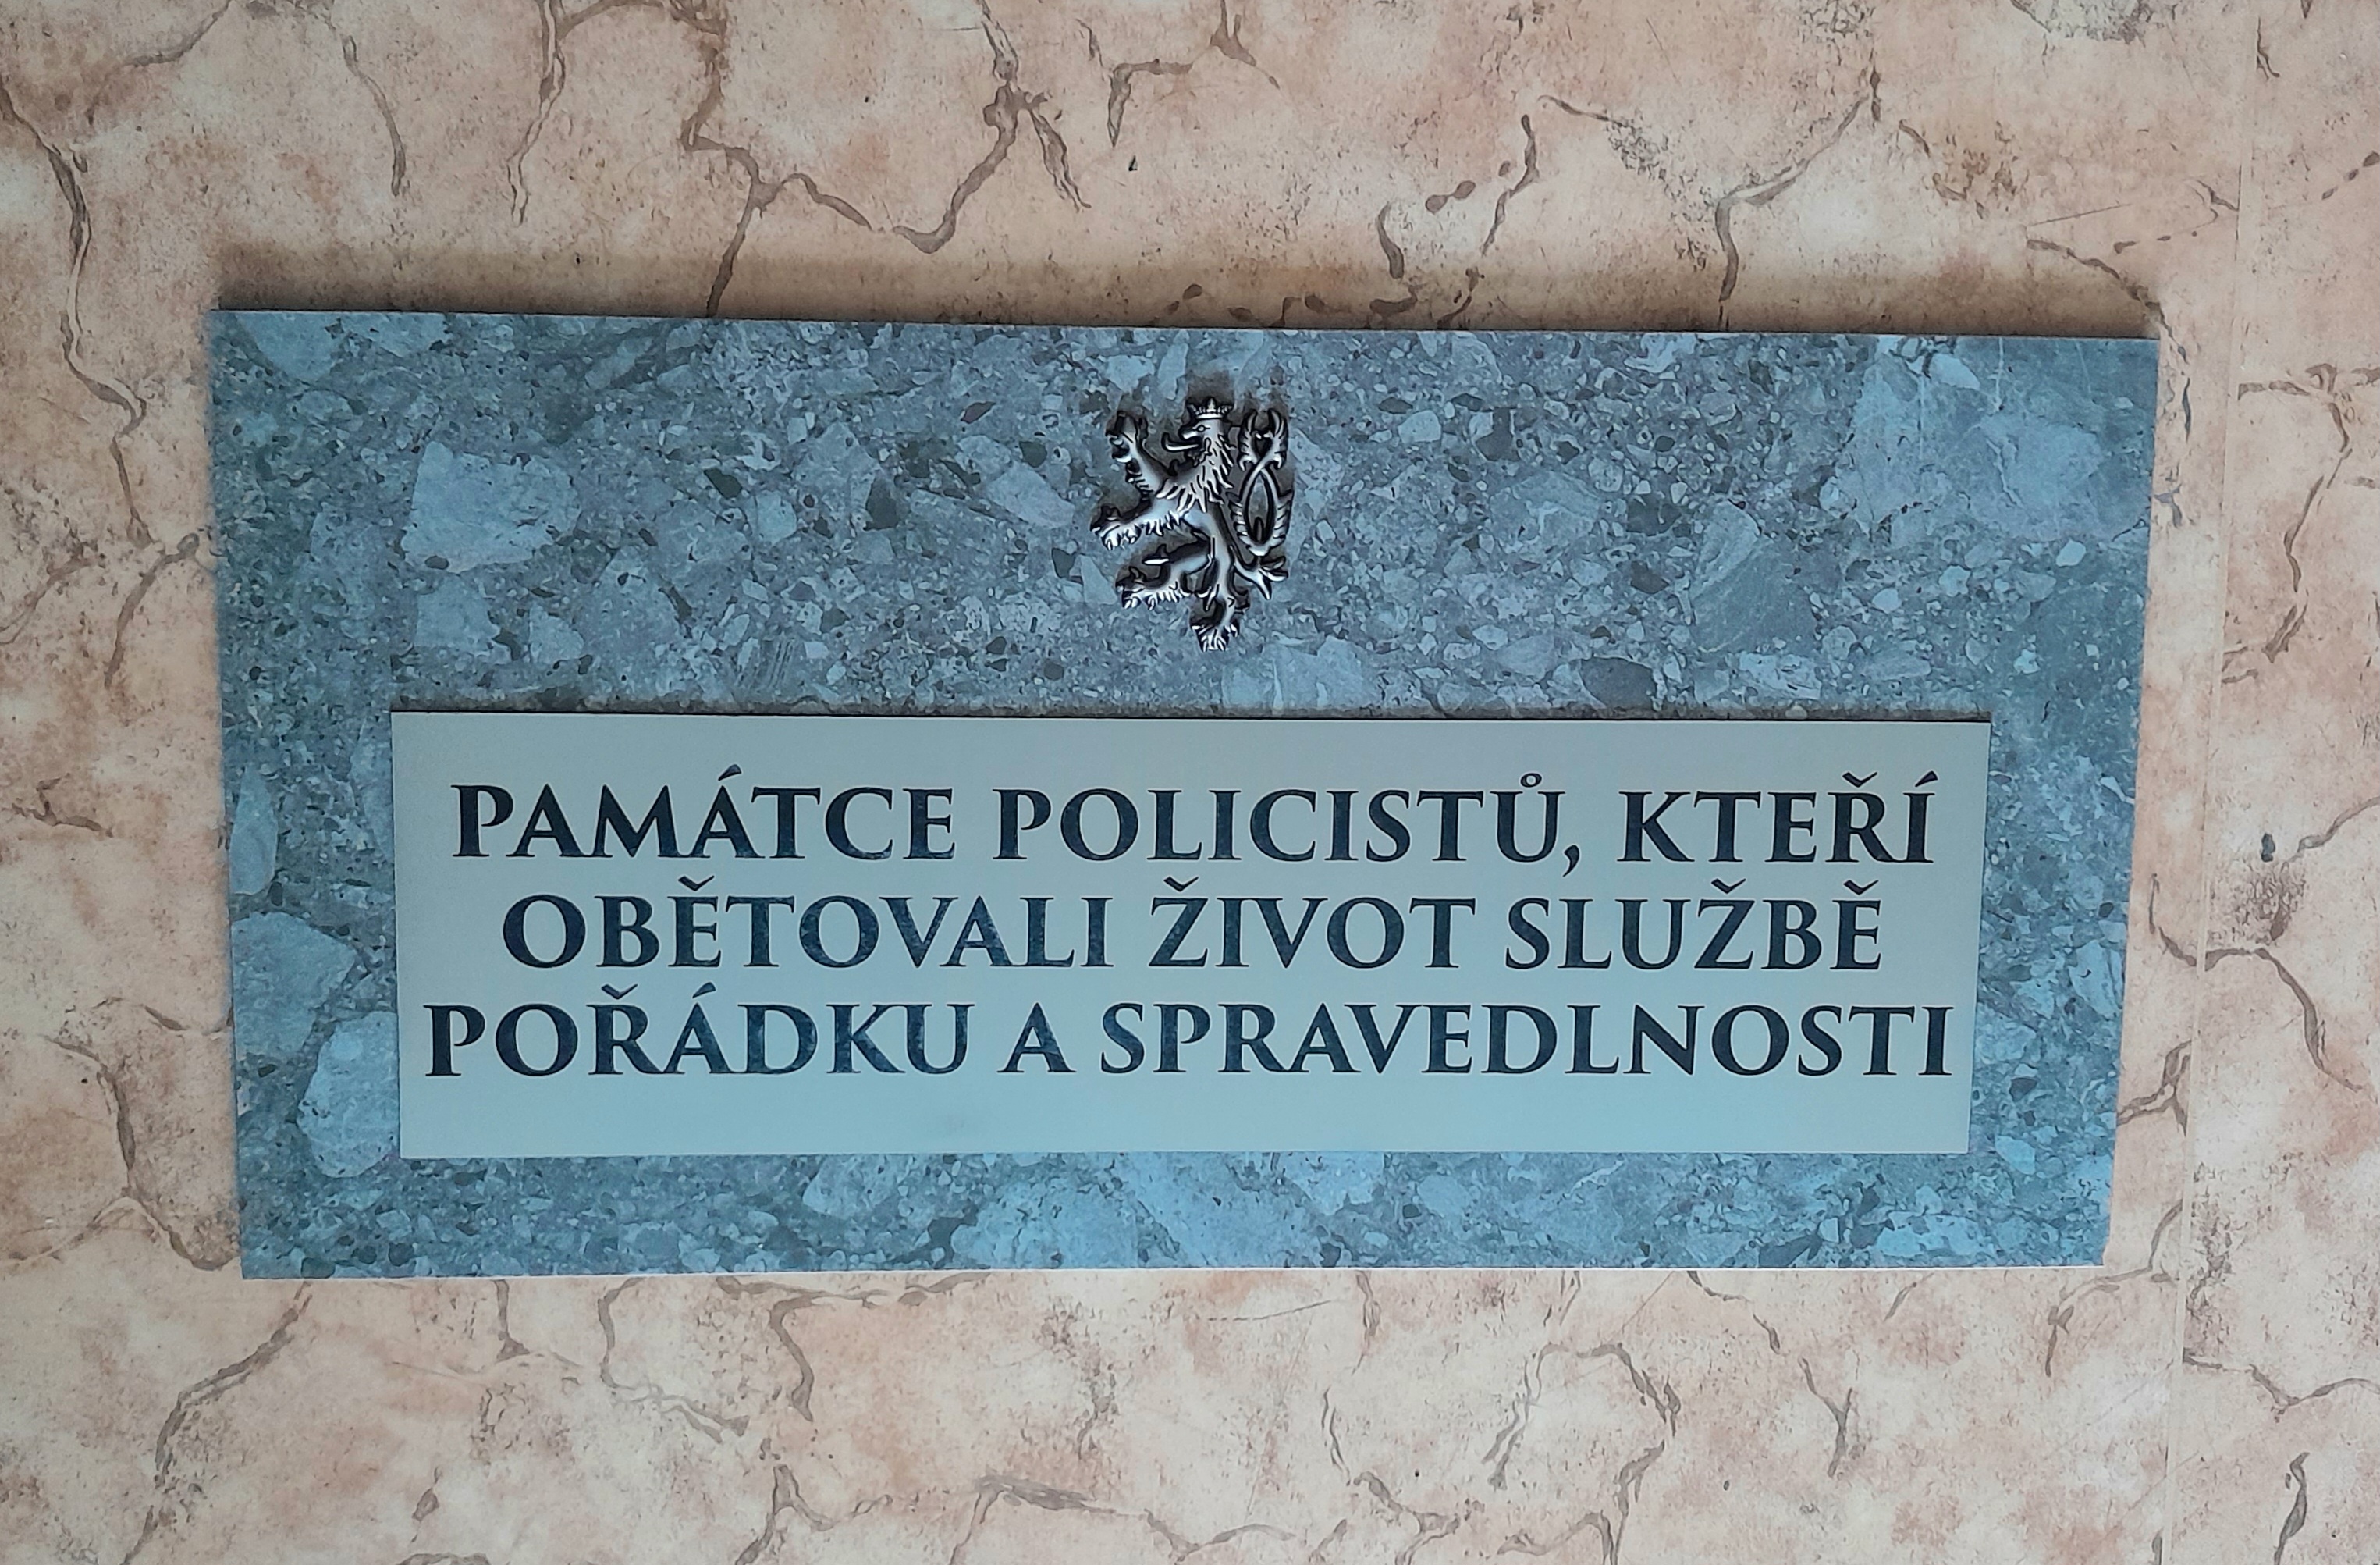 PAMÁTCE POLICISTŮ, KTEŘÍ
OBĚTOVALI ŽIVOT SLUŽBĚ
POŘÁDKU A SPRAVEDLNOSTI